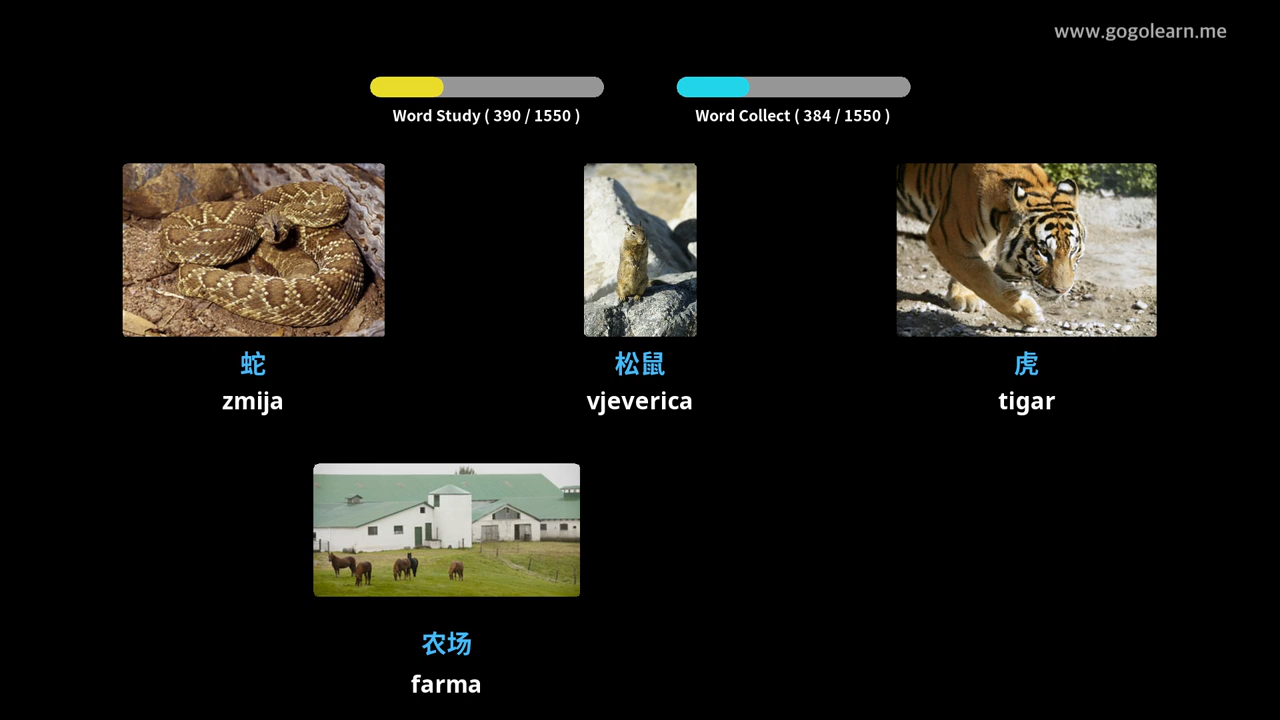 www.gogolearn.me
Word Study ( 390 / 1550 )
Word Collect ( 384 / 1550 )
蛇
zmija
松鼠
vjeverica
虎
tigar
农场
farma